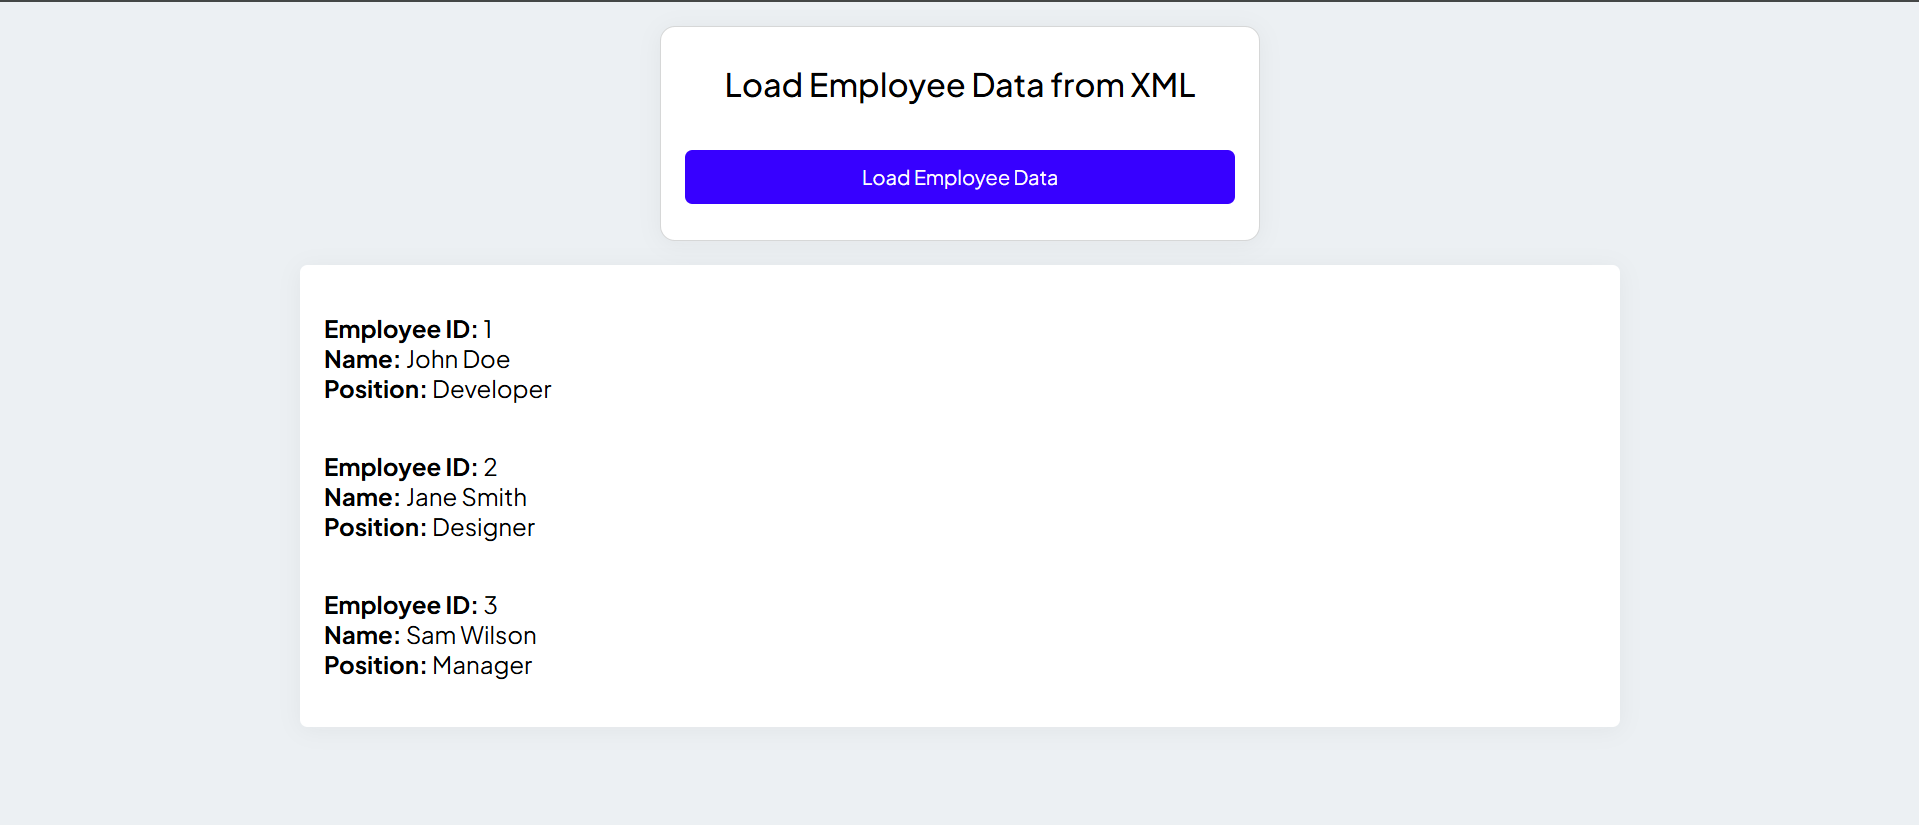 Load Employee Data from XML
Load Employee Data
Employee ID: 1
Name: John Doe
Position: Developer
Employee ID: 2
Name: Jane Smith
Position: Designer
Employee ID: 3
Name: Sam Wilson
Position: Manager